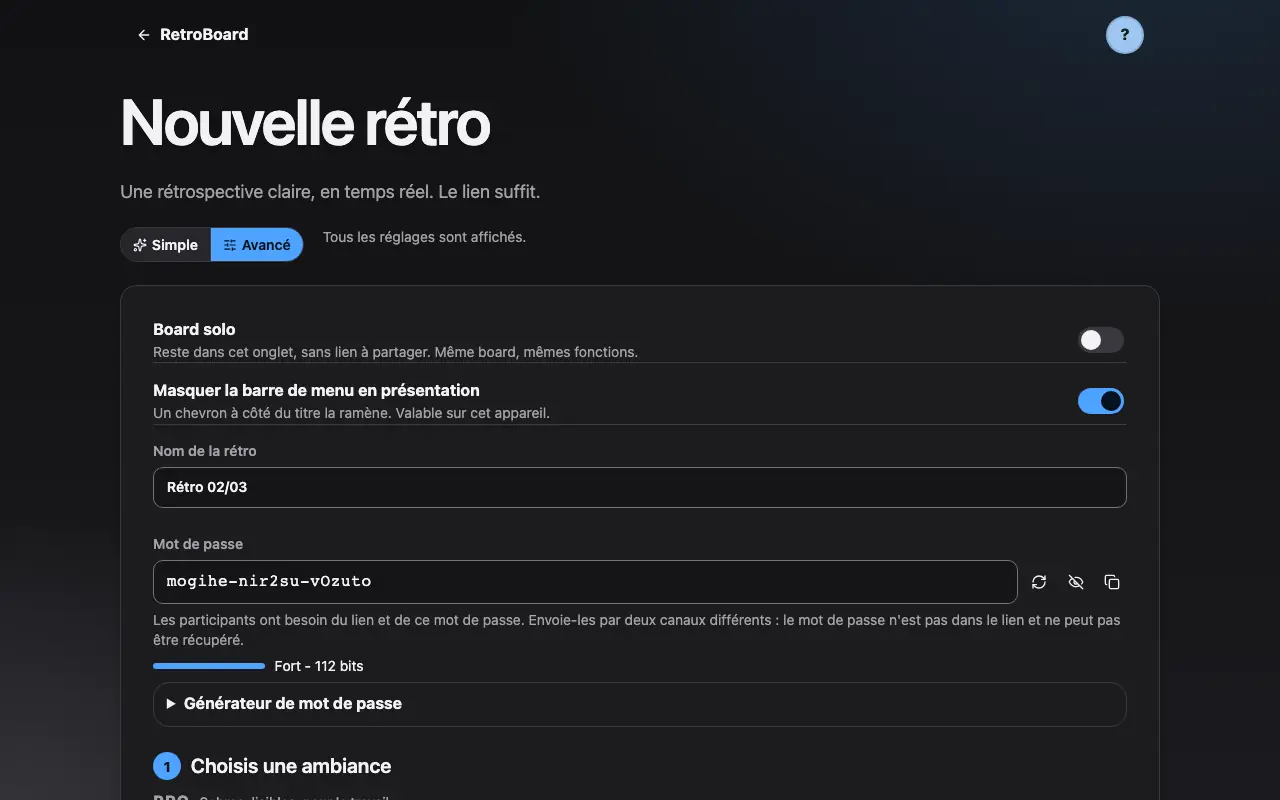 RetroBoard
?
Nouvelle rétro
Une rétrospective claire, en temps réel. Le lien suffit.
Simple
Avancé
Tous les réglages sont affichés.
Board solo
Reste dans cet onglet, sans lien à partager. Même board, mêmes fonctions.
Masquer la barre de menu en présentation
Un chevron à côté du titre la ramène. Valable sur cet appareil.
Nom de la rétro
Rétro 02/03
Mot de passe
mogihe-nir2su-v0zuto
Les participants ont besoin du lien et de ce mot de passe. Envoie-les par deux canaux différents : le mot de passe n'est pas dans le lien et ne peut pas
être récupéré.
Fort - 112 bits
Générateur de mot de passe
1 Choisis une ambiance